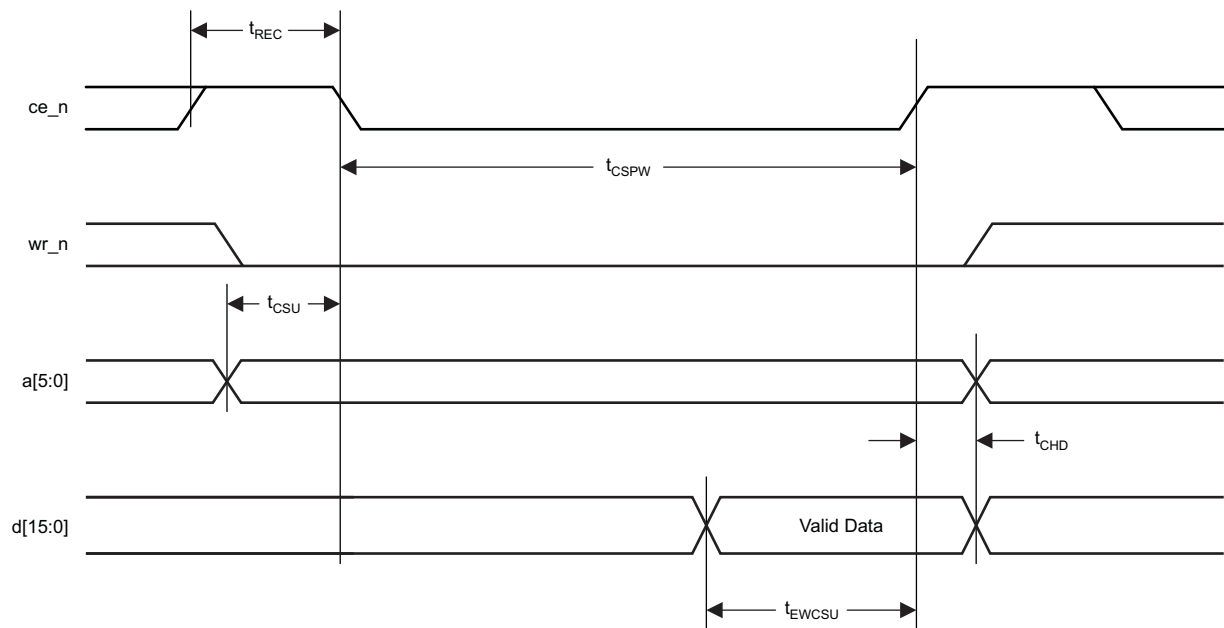 tREC
ce_n
tCSPW
wr_n
tCSU
a[5:0]
tCHD
d[15:0]
Valid Data
tEWCSU